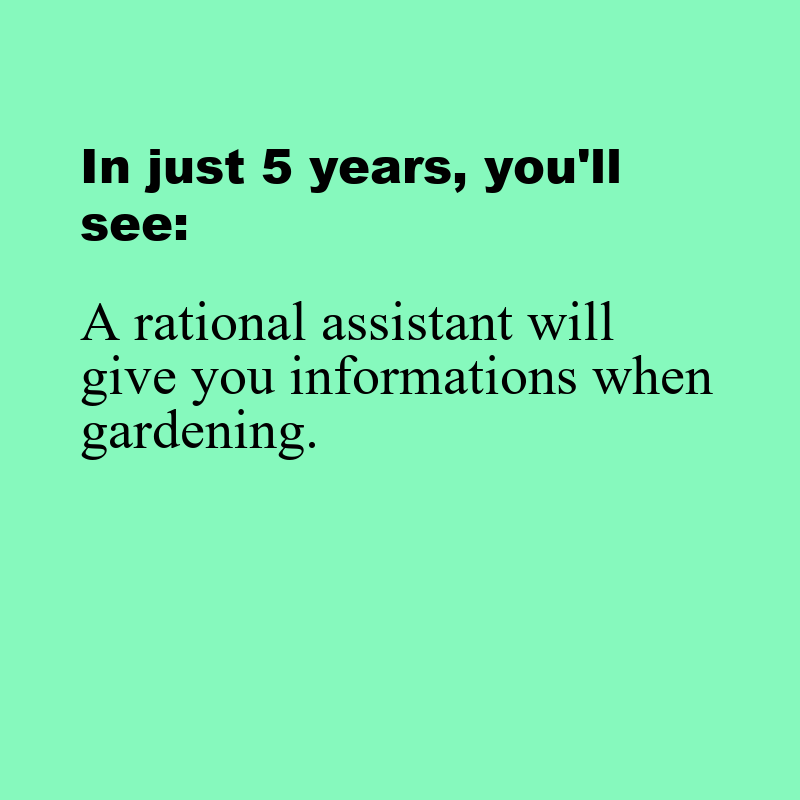 In just 5 years, you'll
see:
A rational assistant will
give you informations when
gardening.